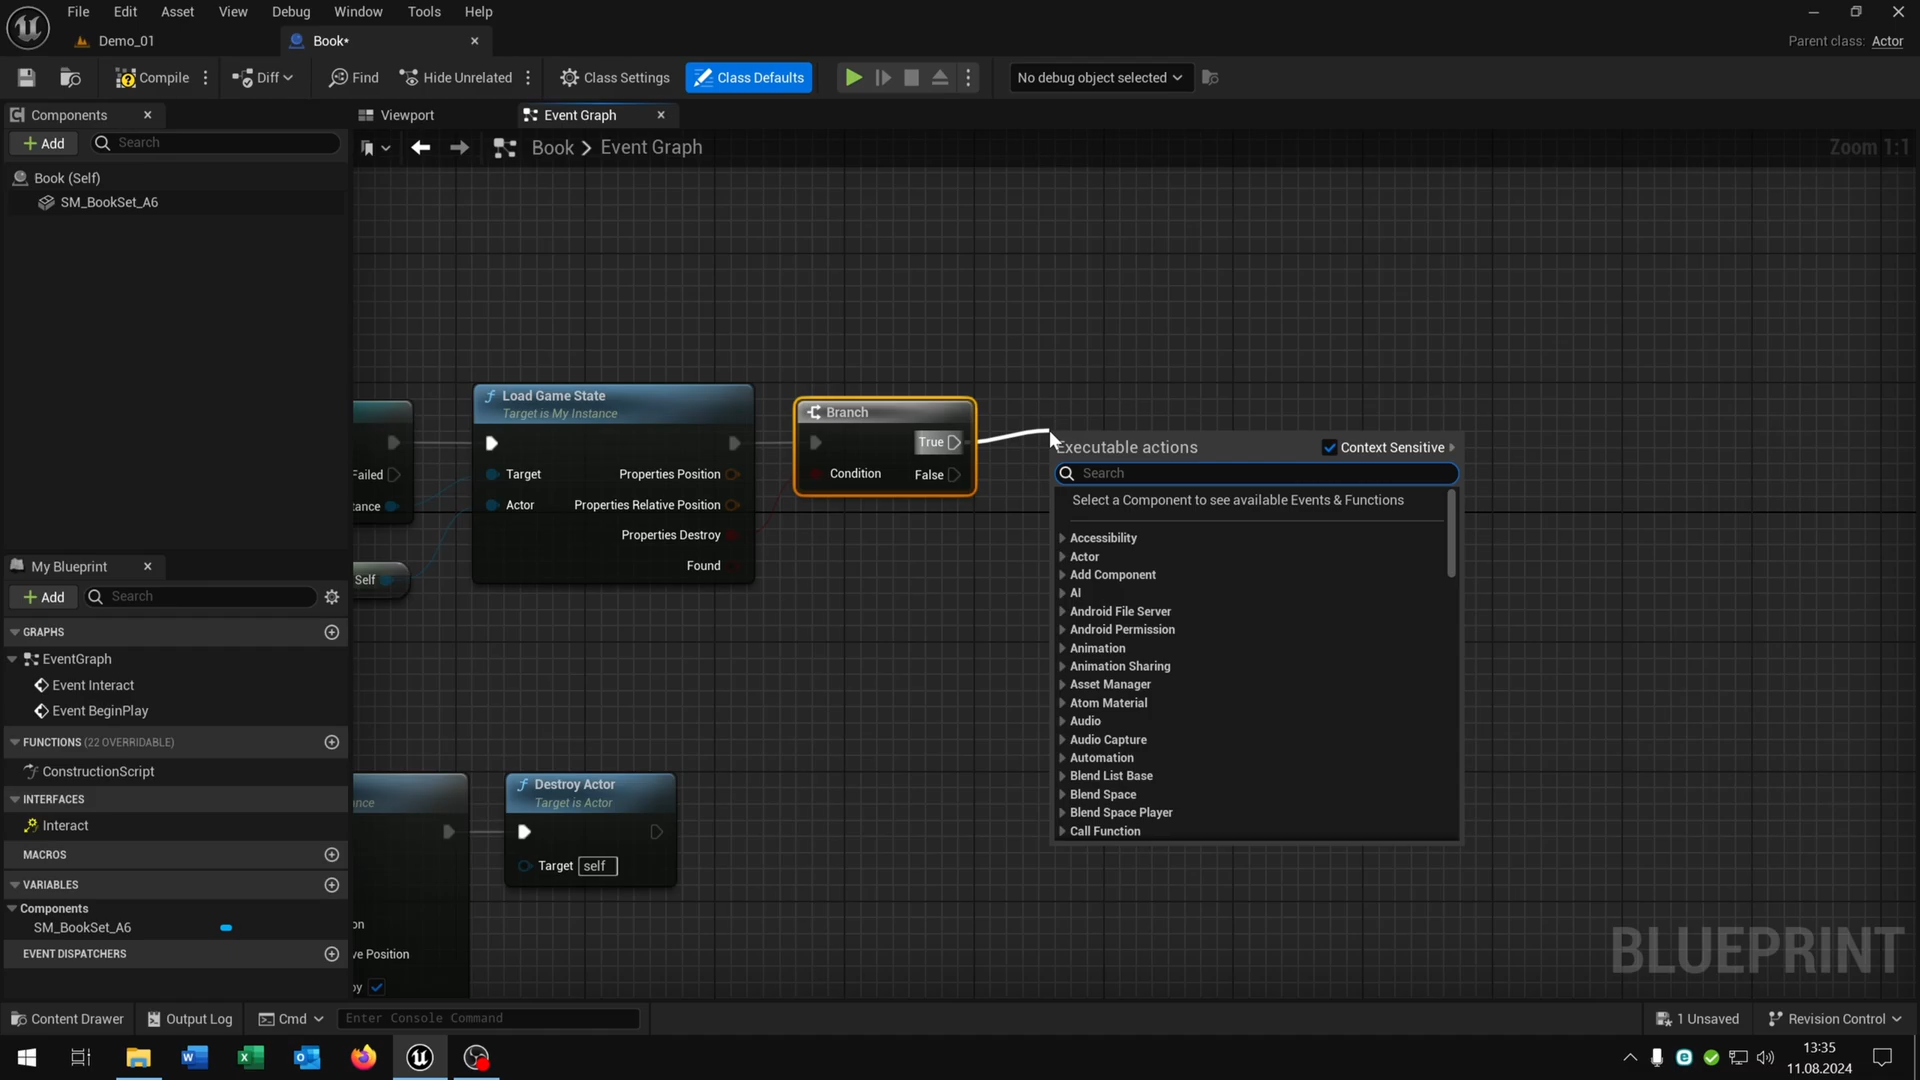 File Edit Asset View Debug Window Tools Help
Demo_01
Book*
Parent class: Actor
Compile
Diff
Find
Hide Unrelated
Class Settings
Class Defaults
No debug object selected
Components
Viewport
Event Graph
Add
Search
Book > Event Graph
Zoom 1:1
Book (Self)
SM_BookSet_A6
Load Game State
Target is My Instance
Target
Actor
Properties Position
Properties Relative Position
Properties Destroy
Found
Failed
tance
Self
Branch
Condition
True
False
Executable actions
Context Sensitive
Search
Select a Component to see available Events & Functions
Accessibility
Actor
Add Component
AI
Android File Server
Android Permission
Animation
Animation Sharing
Asset Manager
Atom Material
Audio
Audio Capture
Automation
Blend List Base
Blend Space
Blend Space Player
Call Function
My Blueprint
Add
Search
GRAPHS
EventGraph
Event Interact
Event BeginPlay
FUNCTIONS (22 OVERRIDABLE)
ConstructionScript
INTERFACES
Interact
MACROS
VARIABLES
Components
SM_BookSet_A6
EVENT DISPATCHERS
nce
on
ve Position
oy
Destroy Actor
Target is Actor
Target self
BLUEPRINT
Content Drawer
Output Log
Cmd
Enter Console Command
1 Unsaved
Revision Control
13:35
11.08.2024